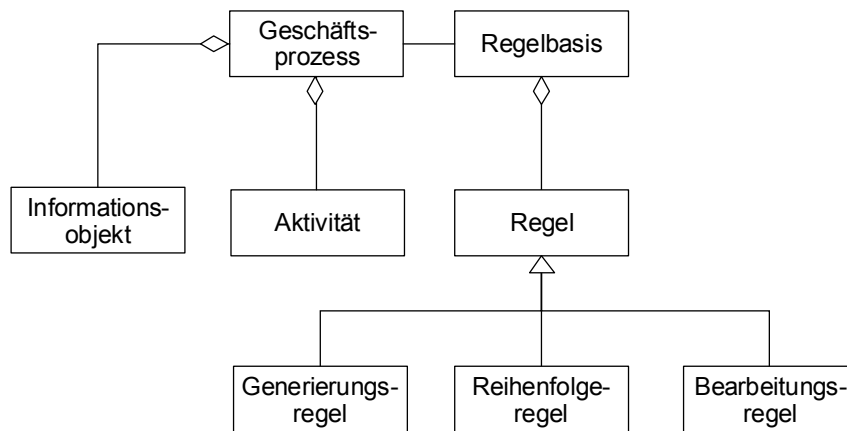 Geschäfts-
prozess
Regelbasis
Informations-
objekt
Aktivität
Regel
Generierungs-
regel
Reihenfolge-
regel
Bearbeitungs-
regel